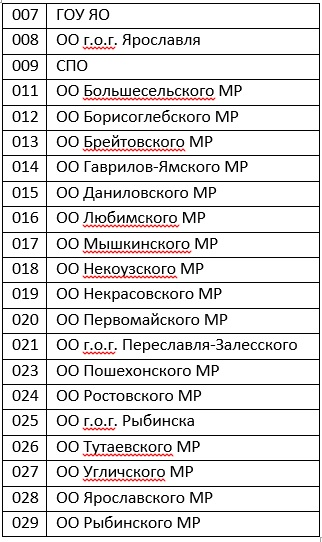 007 ГОУ ЯО
008 ОО г.о.г. Ярославля
009 СПО
011 ОО Большесельского МР
012 ОО Борисоглебского МР
013 ОО Брейтовского МР
014 ОО Гаврилов-Ямского МР
015 ОО Даниловского МР
016 ОО Любимского МР
017 ОО Мышкинского МР
018 ОО Некоузского МР
019 ОО Некрасовского МР
020 ОО Первомайского МР
021 ОО г.о.г. Переславля-Залесского
023 ОО Пошехонского МР
024 ОО Ростовского МР
025 ОО г.о.г. Рыбинска
026 ОО Тутаевского МР
027 ОО Угличского МР
028 ОО Ярославского МР
029 ОО Рыбинского МР